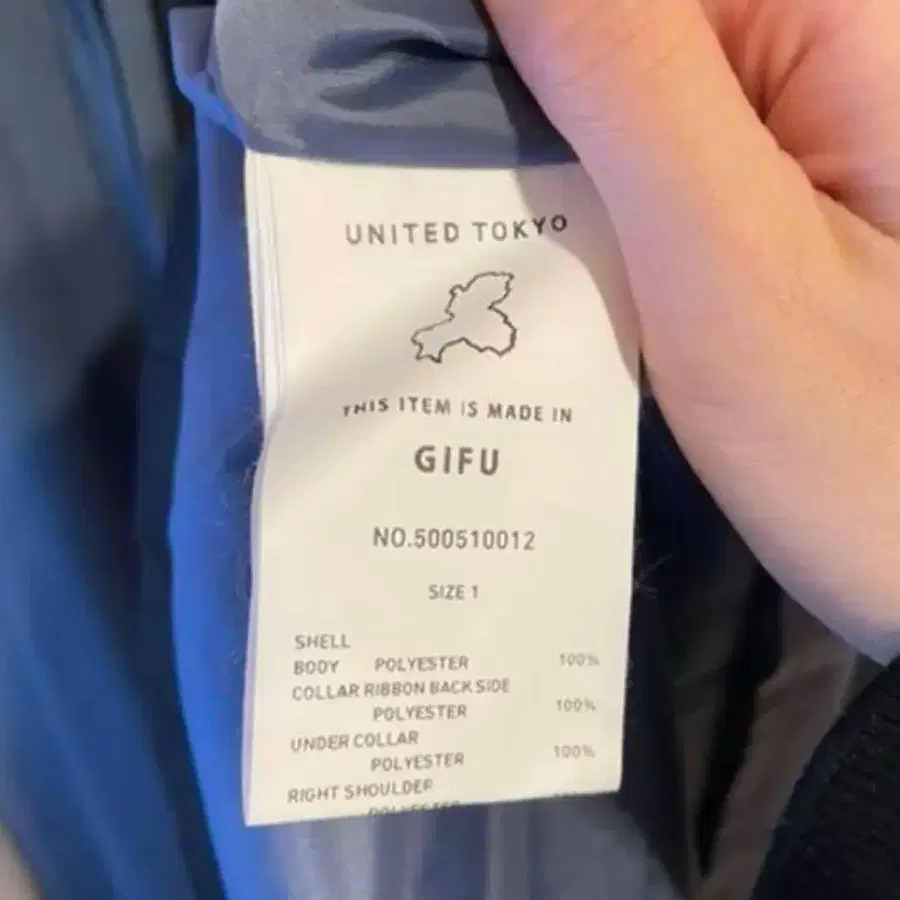 UNITED TOKYO
THIS ITEM IS MADE IN
GIFU
NO.500510012
SIZE 1
SHELL
BODY POLYESTER 100%
COLLAR RIBBON BACK SIDE
POLYESTER 100%
UNDER COLLAR
POLYESTER 100%
RIGHT SHOULDER